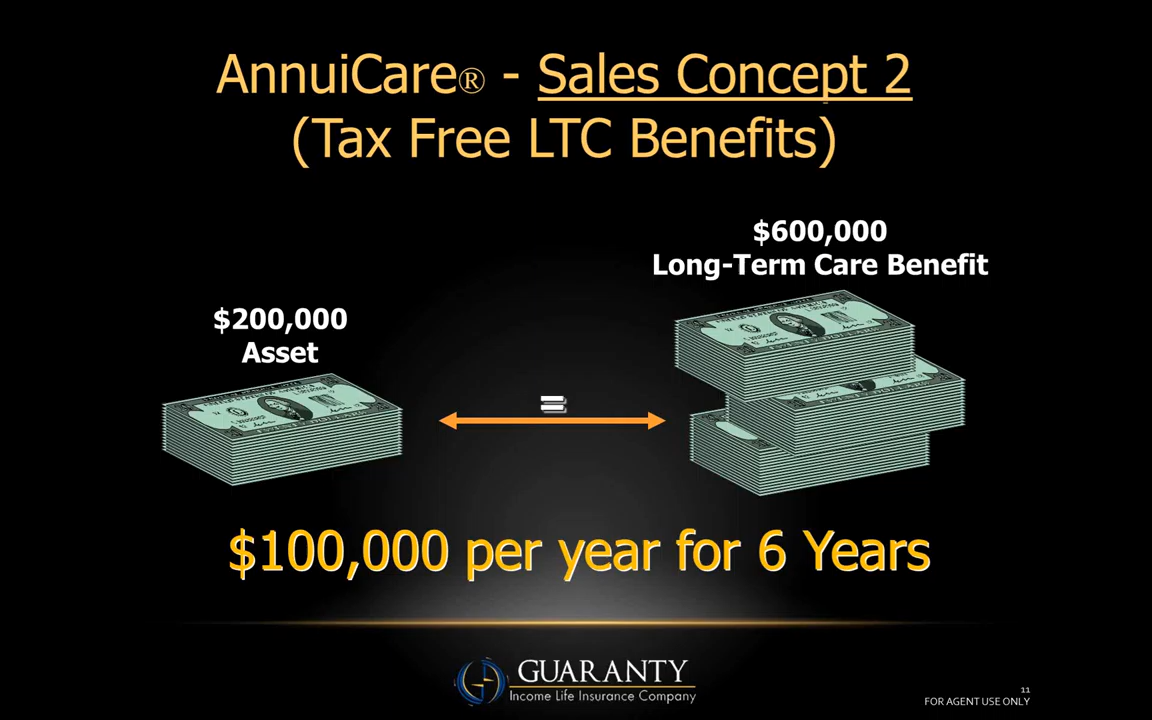 AnnuiCare® - Sales Concept 2
(Tax Free LTC Benefits)
$600,000
Long-Term Care Benefit
$200,000
Asset
=
$100,000 per year for 6 Years
GUARANTY
Income Life Insurance Company
11
FOR AGENT USE ONLY